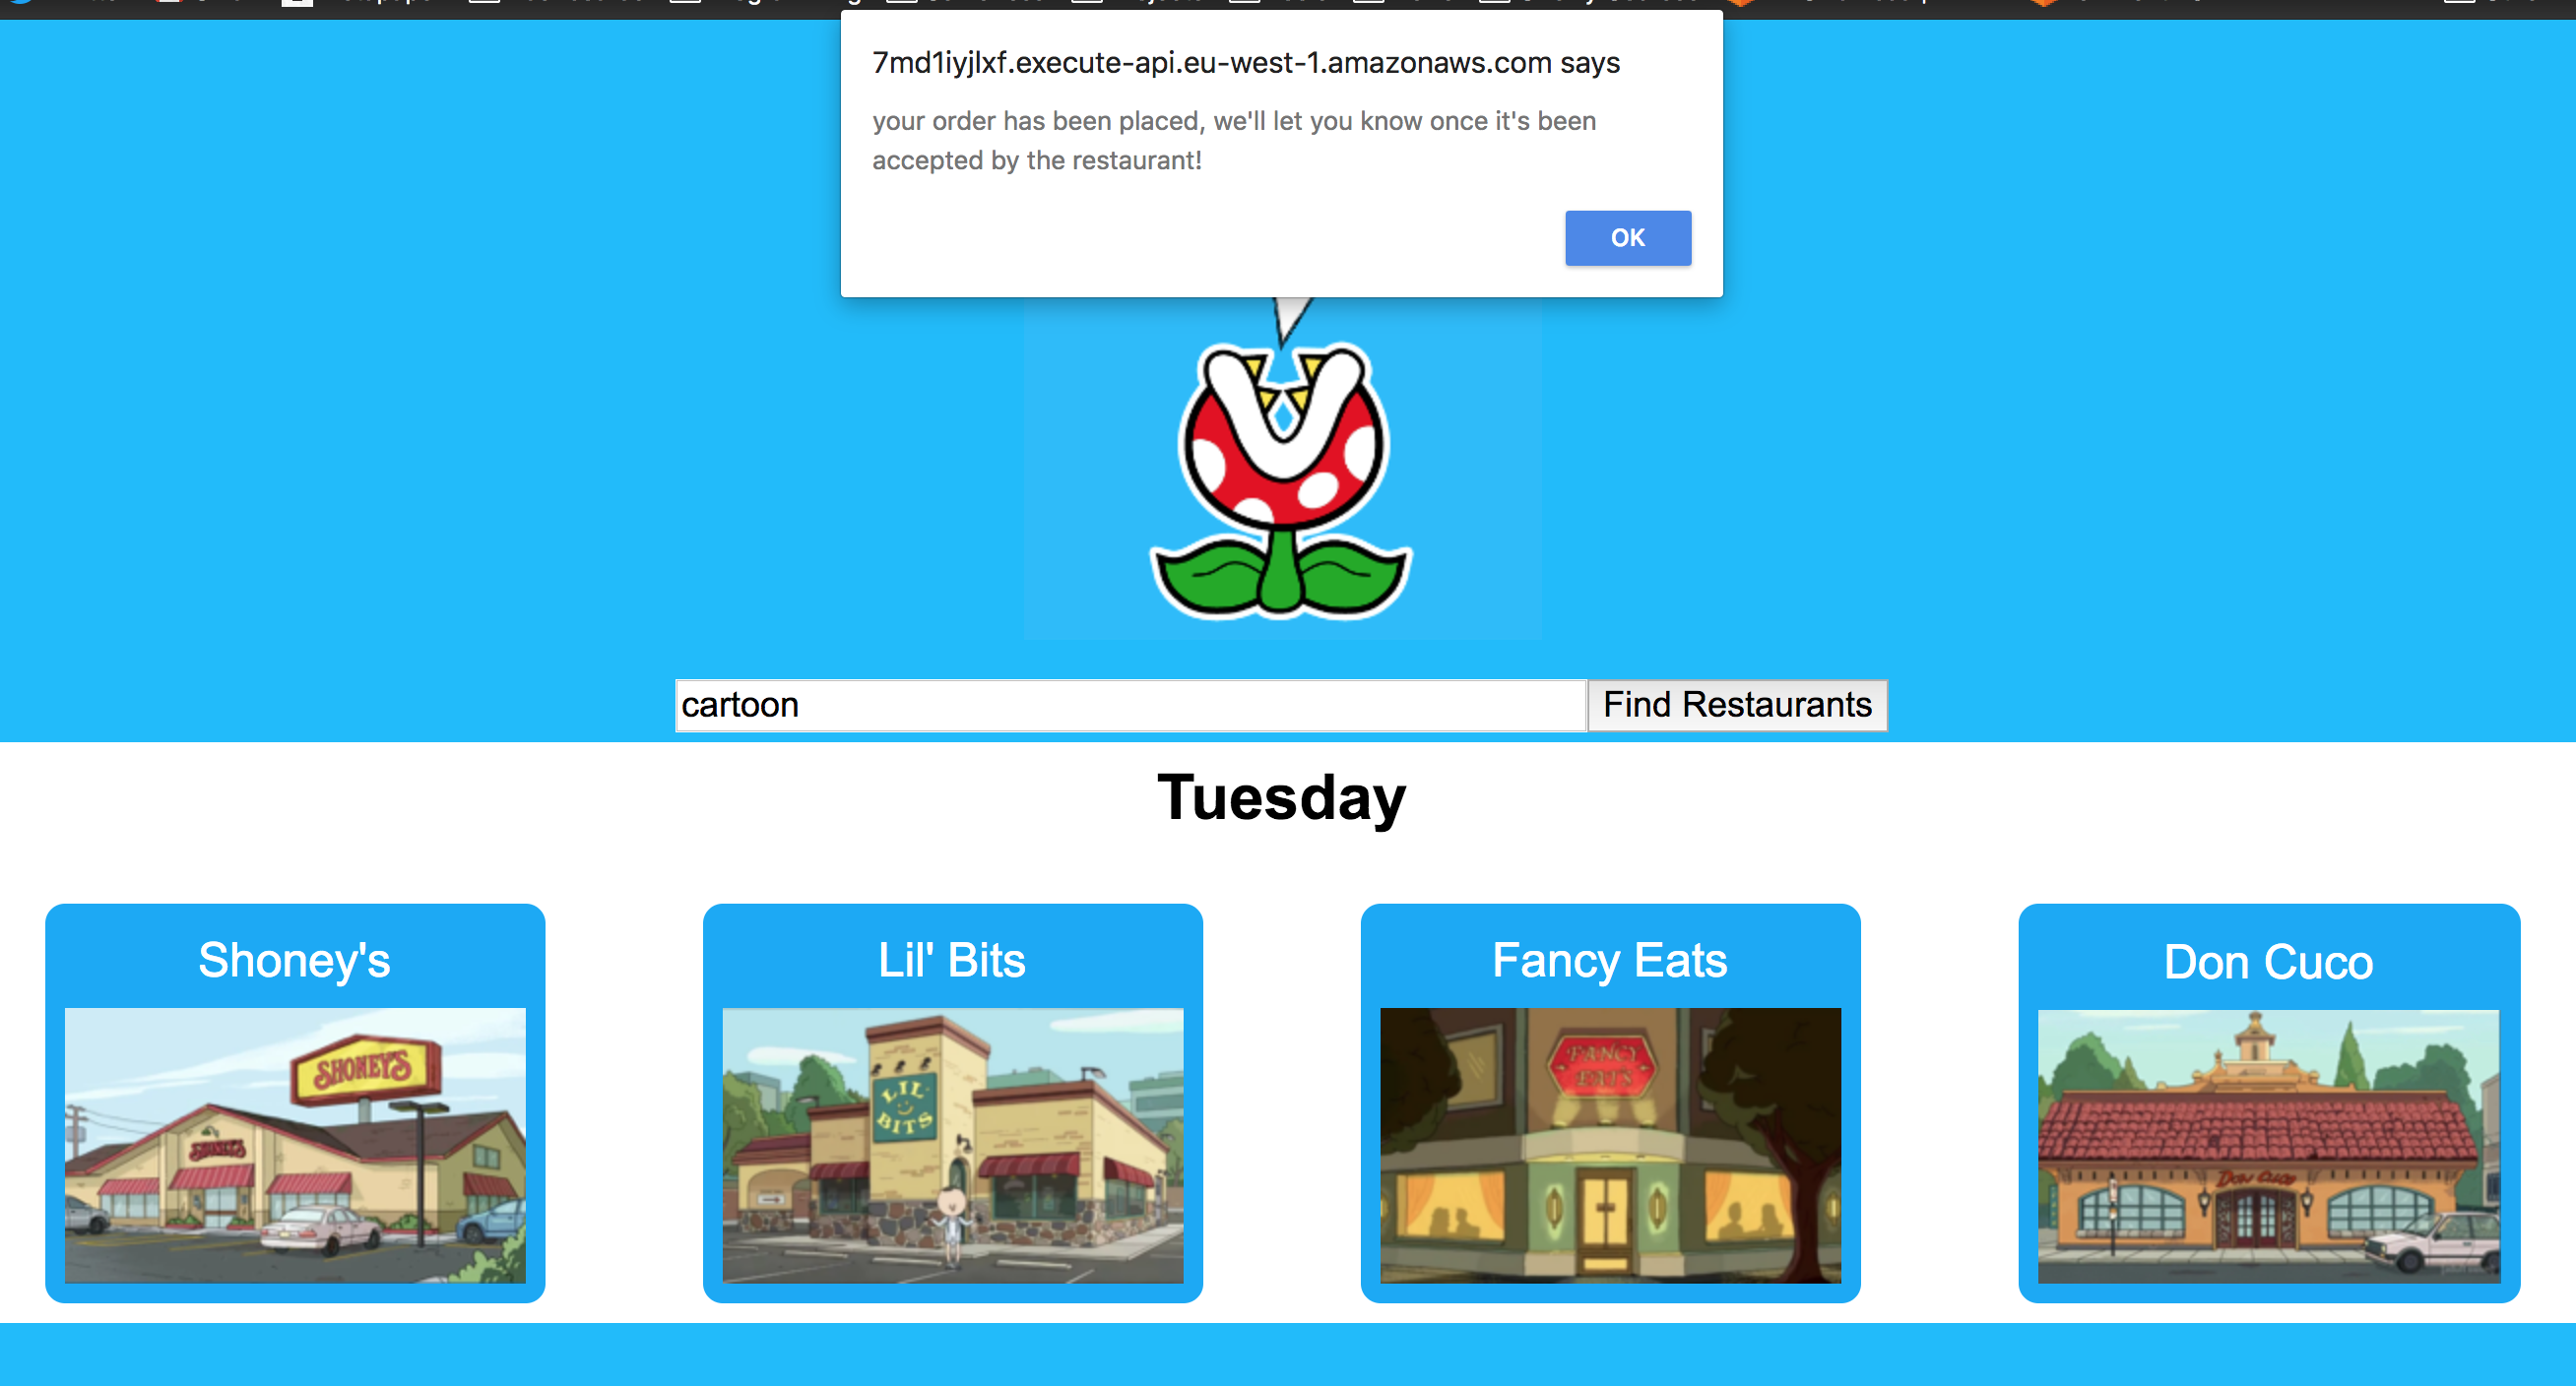 7md1iyjlxf.execute-api.eu-west-1.amazonaws.com says
your order has been placed, we'll let you know once it's been
accepted by the restaurant!
OK
cartoon
Find Restaurants
Tuesday
Shoney's
Lil' Bits
Fancy Eats
Don Cuco
SHONEY'S
SHONEY'S
LIL'
BITS
FANCY
EATS
DON CUCO